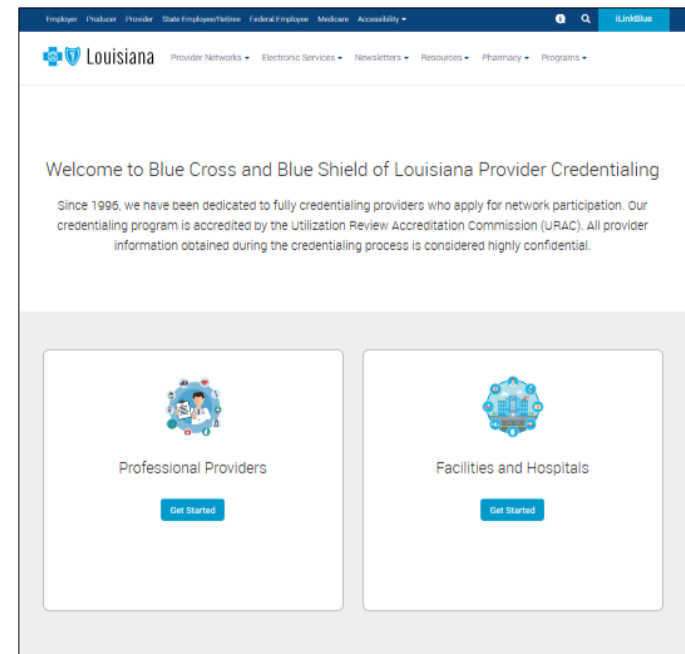 Employer Producer Provider State Employee/Retiree Federal Employee Medicare Accessibility iLinkBlue
Louisiana Provider Networks Electronic Services Newsletters Resources Pharmacy Programs
Welcome to Blue Cross and Blue Shield of Louisiana Provider Credentialing
Since 1996, we have been dedicated to fully credentialing providers who apply for network participation. Our
credentialing program is accredited by the Utilization Review Accreditation Commission (URAC). All provider
information obtained during the credentialing process is considered highly confidential.
Professional Providers
Get Started
Facilities and Hospitals
Get Started